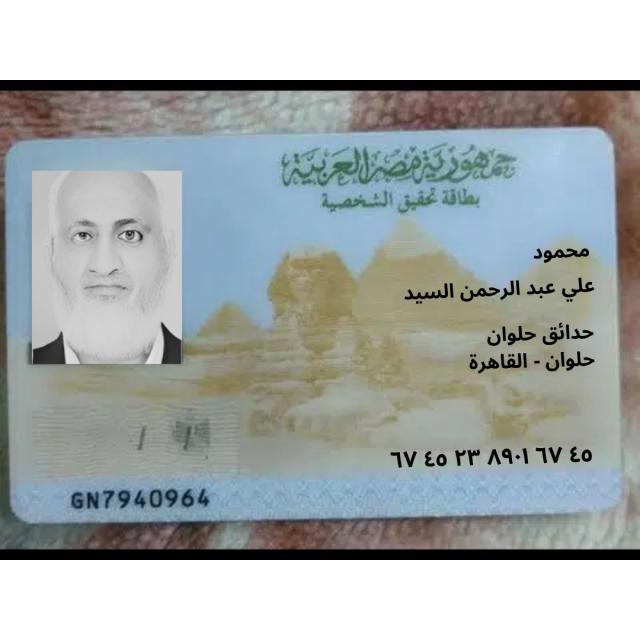 جمهورية مصر العربية
بطاقة تحقيق الشخصية
محمود
علي عبد الرحمن السيد
حدائق حلوان
حلوان - القاهرة
٤٥ ٦٧ ٨٩٠١ ٢٣ ٤٥ ٦٧
GN7940964